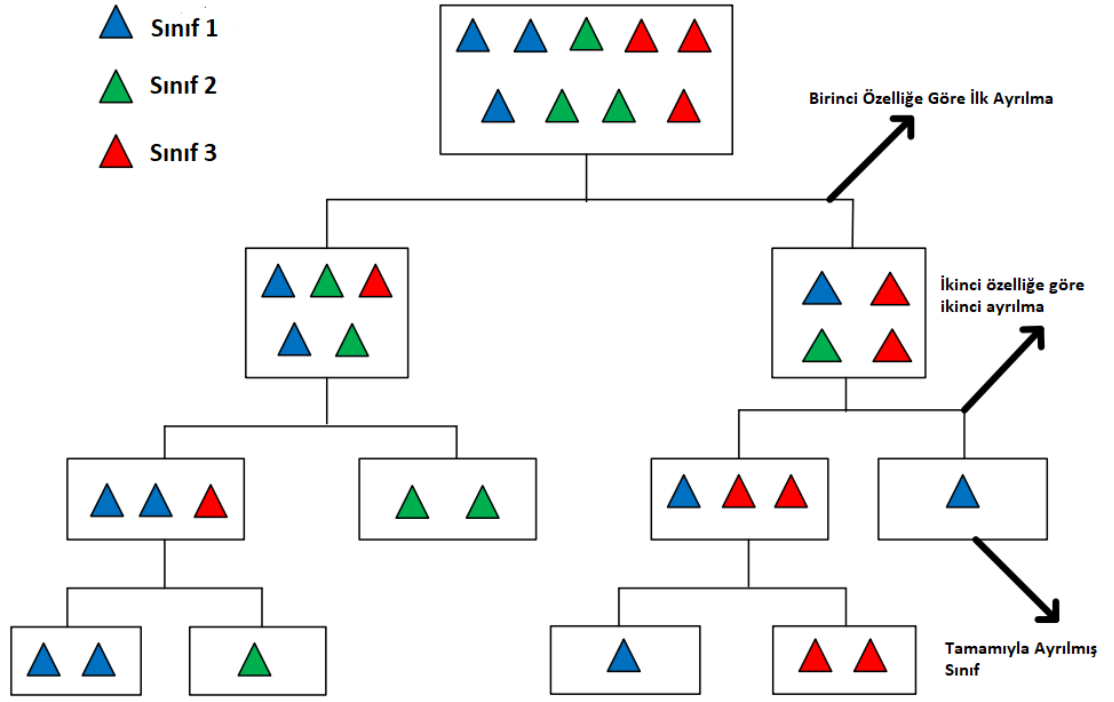 Sınıf 1
Sınıf 2
Sınıf 3
Birinci Özelliğe Göre İlk Ayrılma
İkinci özelliğe göre
ikinci ayrılma
Tamamıyla Ayrılmış
Sınıf